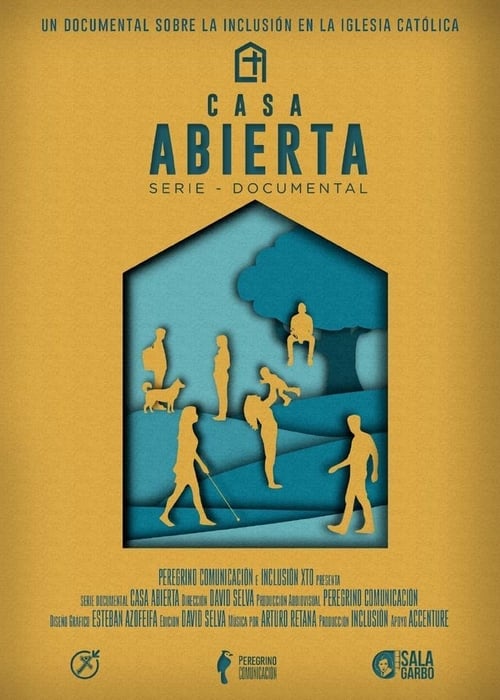 UN DOCUMENTAL SOBRE LA INCLUSIÓN EN LA IGLESIA CATÓLICA
CASA
ABIERTA
SERIE - DOCUMENTAL
PEREGRINO COMUNICACIÓN E INCLUSIÓN XTO PRESENTA
SERIE DOCUMENTAL CASA ABIERTA DIRECCIÓN DAVID SELVA PRODUCCIÓN AUDIOVISUAL PEREGRINO COMUNICACIÓN
DISEÑO GRÁFICO ESTEBAN AZOFEIFA EDICION DAVID SELVA MÚSICA POR ARTURO RETANA PRODUCCIÓN INCLUSIÓN APOYO ACCENTURE
PEREGRINO
COMUNICACIÓN
SALA
GARBO